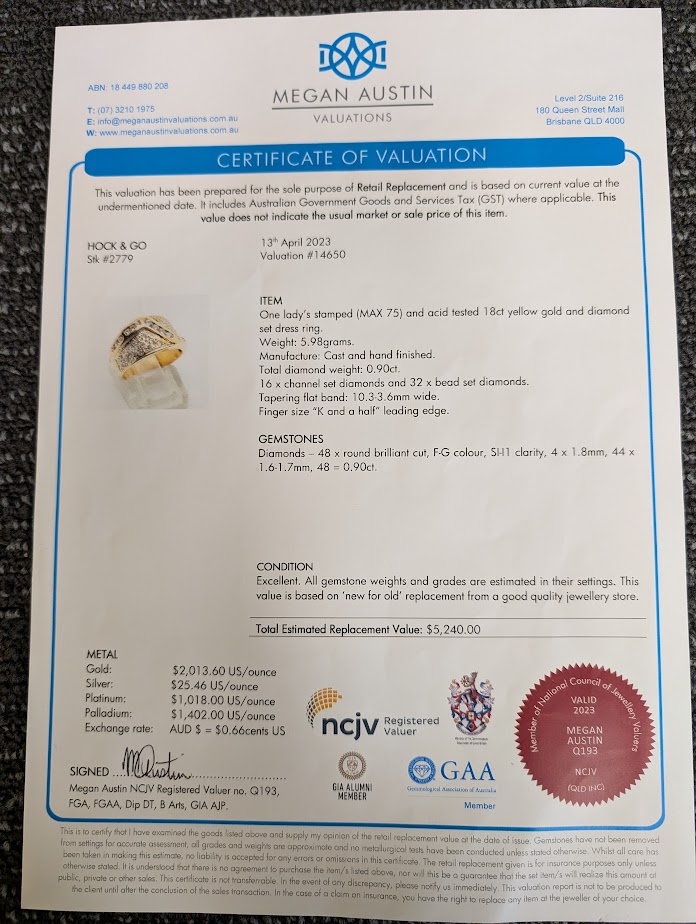 ABN: 18 449 880 208
T: (07) 3210 1975
E: info@meganaustinvaluations.com.au
W: www.meganaustinvaluations.com.au
MEGAN AUSTIN
VALUATIONS
Level 2/Suite 216
180 Queen Street Mall
Brisbane QLD 4000
CERTIFICATE OF VALUATION
This valuation has been prepared for the sole purpose of Retail Replacement and is based on current value at the
undermentioned date. It includes Australian Government Goods and Services Tax (GST) where applicable. This
value does not indicate the usual market or sale price of this item.
HOCK & GO
Stk #2779
13th April 2023
Valuation #14650
ITEM
One lady's stamped (MAX 75) and acid tested 18ct yellow gold and diamond
set dress ring.
Weight: 5.98grams.
Manufacture: Cast and hand finished.
Total diamond weight: 0.90ct.
16 x channel set diamonds and 32 x bead set diamonds.
Tapering flat band: 10.3-3.6mm wide.
Finger size "K and a half" leading edge.
GEMSTONES
Diamonds – 48 x round brilliant cut, F-G colour, SI-I1 clarity, 4 x 1.8mm, 44 x
1.6-1.7mm, 48 = 0.90ct.
CONDITION
Excellent. All gemstone weights and grades are estimated in their settings. This
value is based on 'new for old' replacement from a good quality jewellery store.
Total Estimated Replacement Value: $5,240.00
METAL
Gold: $2,013.60 US/ounce
Silver: $25.46 US/ounce
Platinum: $1,018.00 US/ounce
Palladium: $1,402.00 US/ounce
Exchange rate: AUD $ = $0.66cents US
SIGNED
Megan Austin NCJV Registered Valuer no. Q193,
FGA, FGAA, Dip DT, B Arts, GIA AJP.
ncjv Registered
Valuer
GIA ALUMNI
MEMBER
GAA
Gemmological Association of Australia
Member
Member of National Council of Jewellery Valuers
VALID
2023
MEGAN
AUSTIN
Q193
NCJV
(QLD INC)
This is to certify that I have examined the goods listed above and supply my opinion of the retail replacement value at the date of issue. Gemstones have not been removed
from settings for accurate assessment, all grades and weights are approximate and no metallurgical tests have been conducted unless stated otherwise. Whilst all care has
been taken in making this estimate, no liability is accepted for any errors or omissions in this certificate. The retail replacement given is for insurance purposes only unless
otherwise stated. It is understood that there is no agreement to purchase the item/s listed above, nor will this be a guarantee that the set item/s will realize this amount at
public, private or other sales. This certificate is not transferrable. In the event of any discrepancy, please notify us immediately. This valuation report is not to be produced to
the client until after the conclusion of the sales transaction. In the case of a claim on insurance, you have the right to replace any item at the jeweller of your choice.